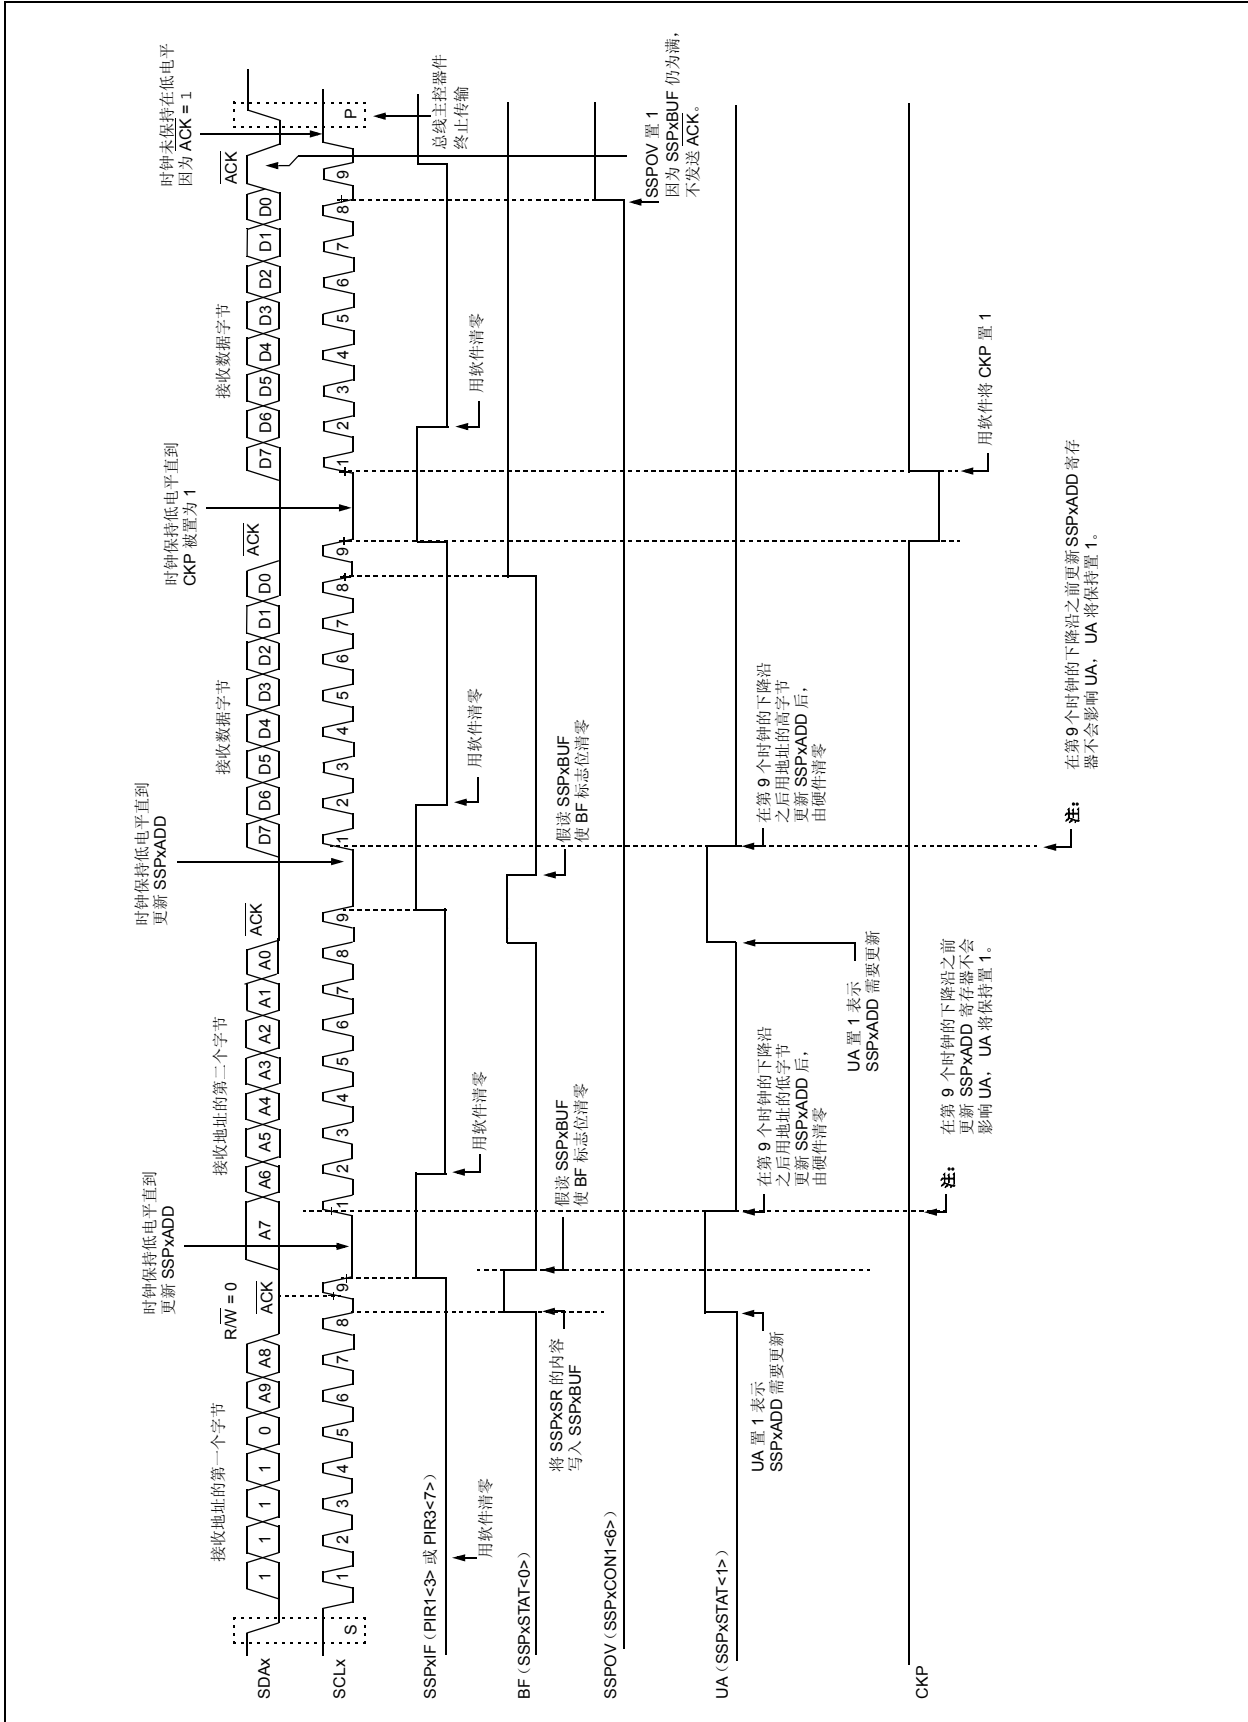 SDAx
S
接收地址的第一个字节
1 1 1 1 0 A9 A8
R/W = 0
ACK
接收地址的第二个字节
A7 A6 A5 A4 A3 A2 A1 A0
ACK
接收数据字节
D7 D6 D5 D4 D3 D2 D1 D0
ACK
接收数据字节
D7 D6 D5 D4 D3 D2 D1 D0
ACK
P
时钟保持低电平直到
更新 SSPxADD
时钟保持低电平直到
更新 SSPxADD
时钟保持低电平直到
CKP 被置为 1
时钟未保持在低电平
因为 ACK = 1
SCLx
1 2 3 4 5 6 7 8 9
1 2 3 4 5 6 7 8 9
1 2 3 4 5 6 7 8 9
1 2 3 4 5 6 7 8 9
总线主控器件
终止传输
SSPxIF（PIR1<3> 或 PIR3<7>）
用软件清零
用软件清零
用软件清零
用软件清零
BF（SSPxSTAT<0>）
将 SSPxSR 的内容
写入 SSPxBUF
假读 SSPxBUF
使 BF 标志位清零
假读 SSPxBUF
使 BF 标志位清零
SSPOV（SSPxCON1<6>）
SSPOV 置 1
因为 SSPxBUF 仍为满，
不发送 ACK。
UA（SSPxSTAT<1>）
UA 置 1 表示
SSPxADD 需要更新
在第 9 个时钟的下降沿
之后用地址的低字节
更新 SSPxADD 后，
由硬件清零
UA 置 1 表示
SSPxADD 需要更新
在第 9 个时钟的下降沿
之后用地址的高字节
更新 SSPxADD 后，
由硬件清零
CKP
用软件将 CKP 置 1
注： 在第 9 个时钟的下降沿之前
更新 SSPxADD 寄存器不会
影响 UA， UA 将保持置 1。
注： 在第 9 个时钟的下降沿之前更新 SSPxADD 寄存
器不会影响 UA， UA 将保持置 1。